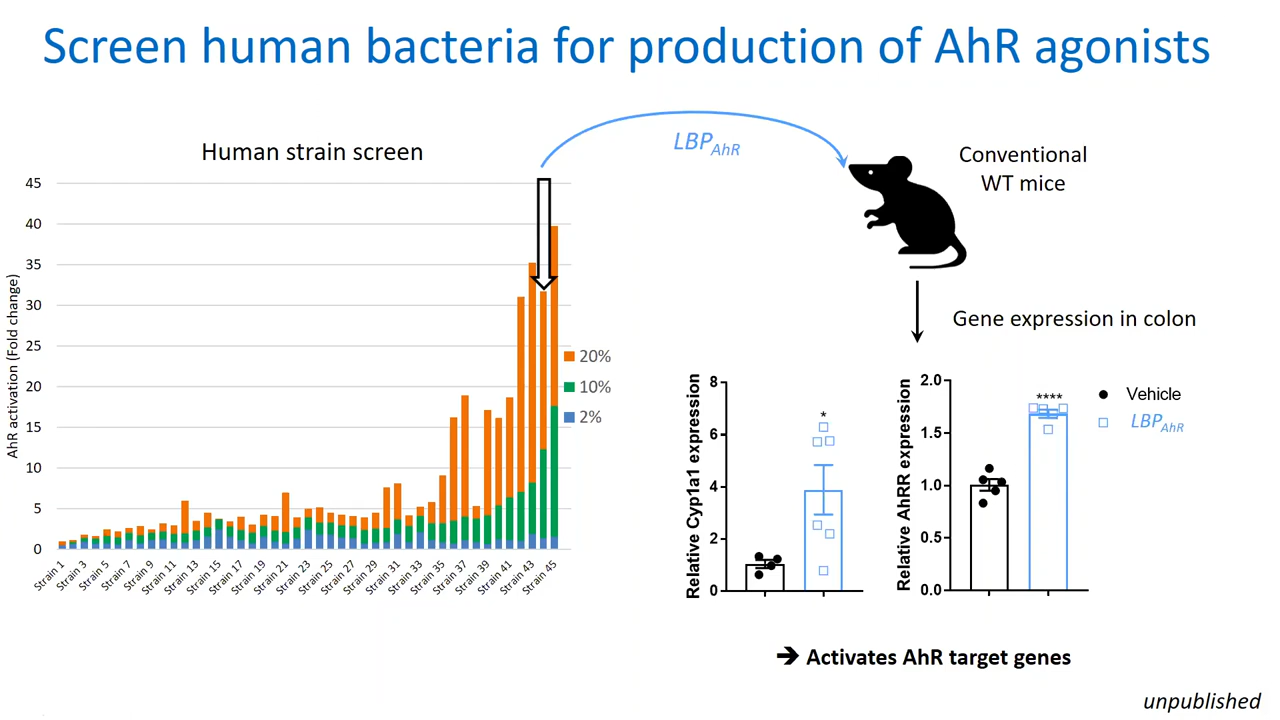 Screen human bacteria for production of AhR agonists
Human strain screen
AhR activation (Fold change)
45
40
35
30
25
20
15
10
5
0
Strain 1
Strain 3
Strain 5
Strain 7
Strain 9
Strain 11
Strain 13
Strain 15
Strain 17
Strain 19
Strain 21
Strain 23
Strain 25
Strain 27
Strain 29
Strain 31
Strain 33
Strain 35
Strain 37
Strain 39
Strain 41
Strain 43
Strain 45
20%
10%
2%
LBPAhR
Conventional
WT mice
Gene expression in colon
Relative Cyp1a1 expression
8
6
4
2
0
*
Relative AhRR expression
2.0
1.5
1.0
0.5
0.0
****
Vehicle
LBPAhR
➔ Activates AhR target genes
unpublished